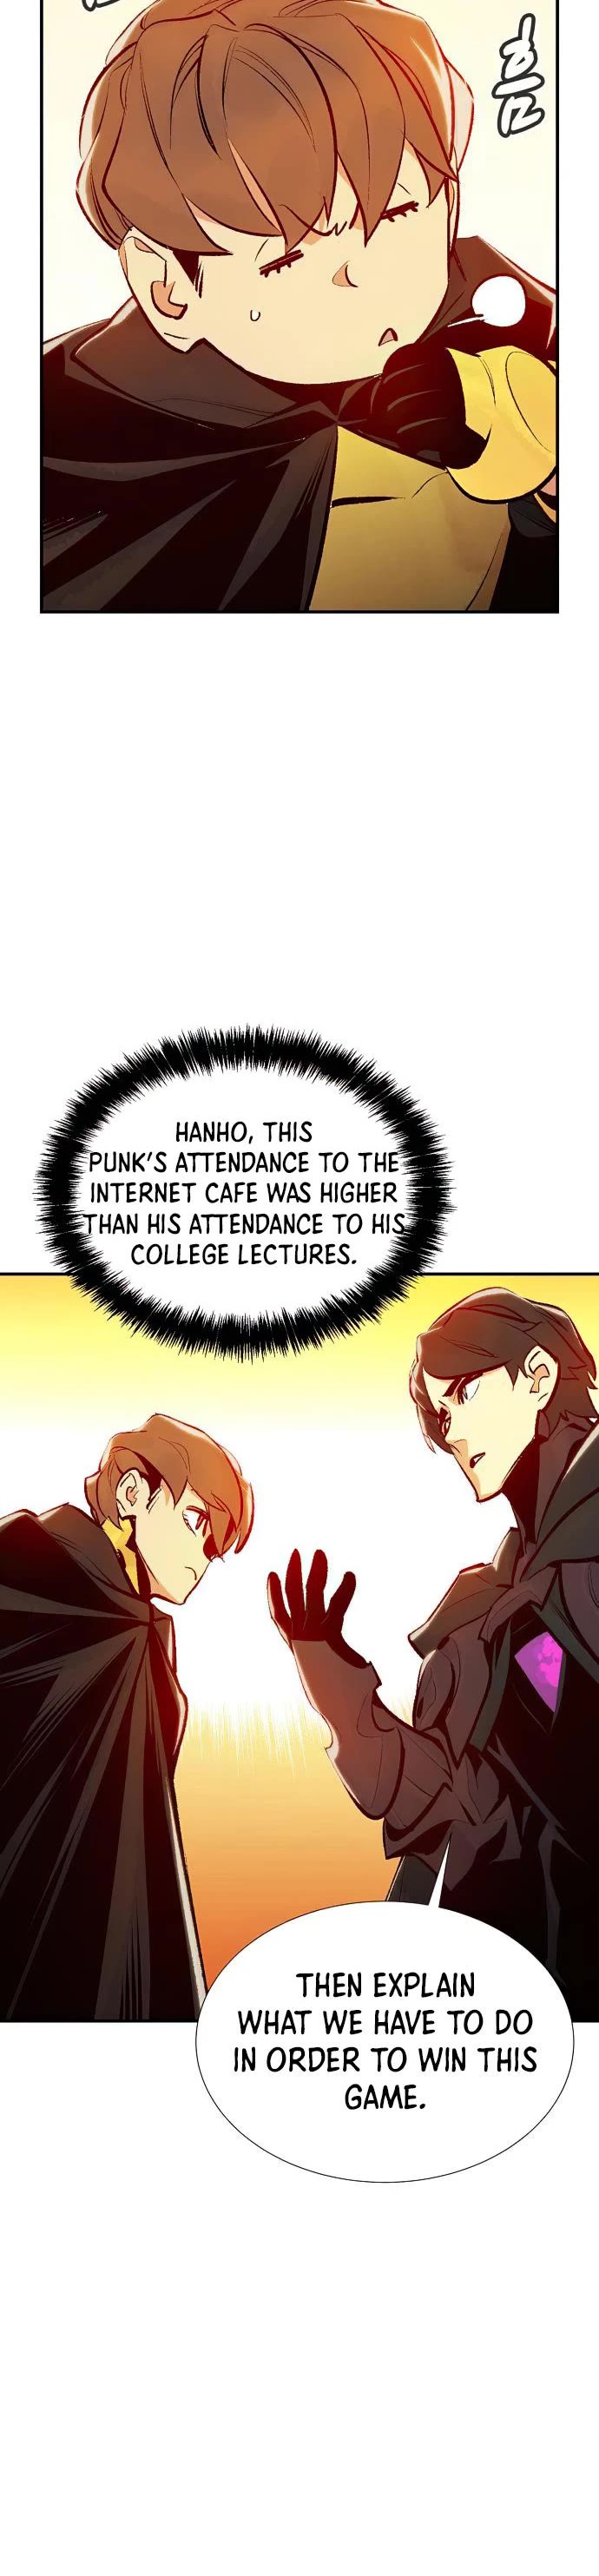 흠
HANHO, THIS
PUNK'S ATTENDANCE TO THE
INTERNET CAFE WAS HIGHER
THAN HIS ATTENDANCE TO HIS
COLLEGE LECTURES.
THEN EXPLAIN
WHAT WE HAVE TO DO
IN ORDER TO WIN THIS
GAME.